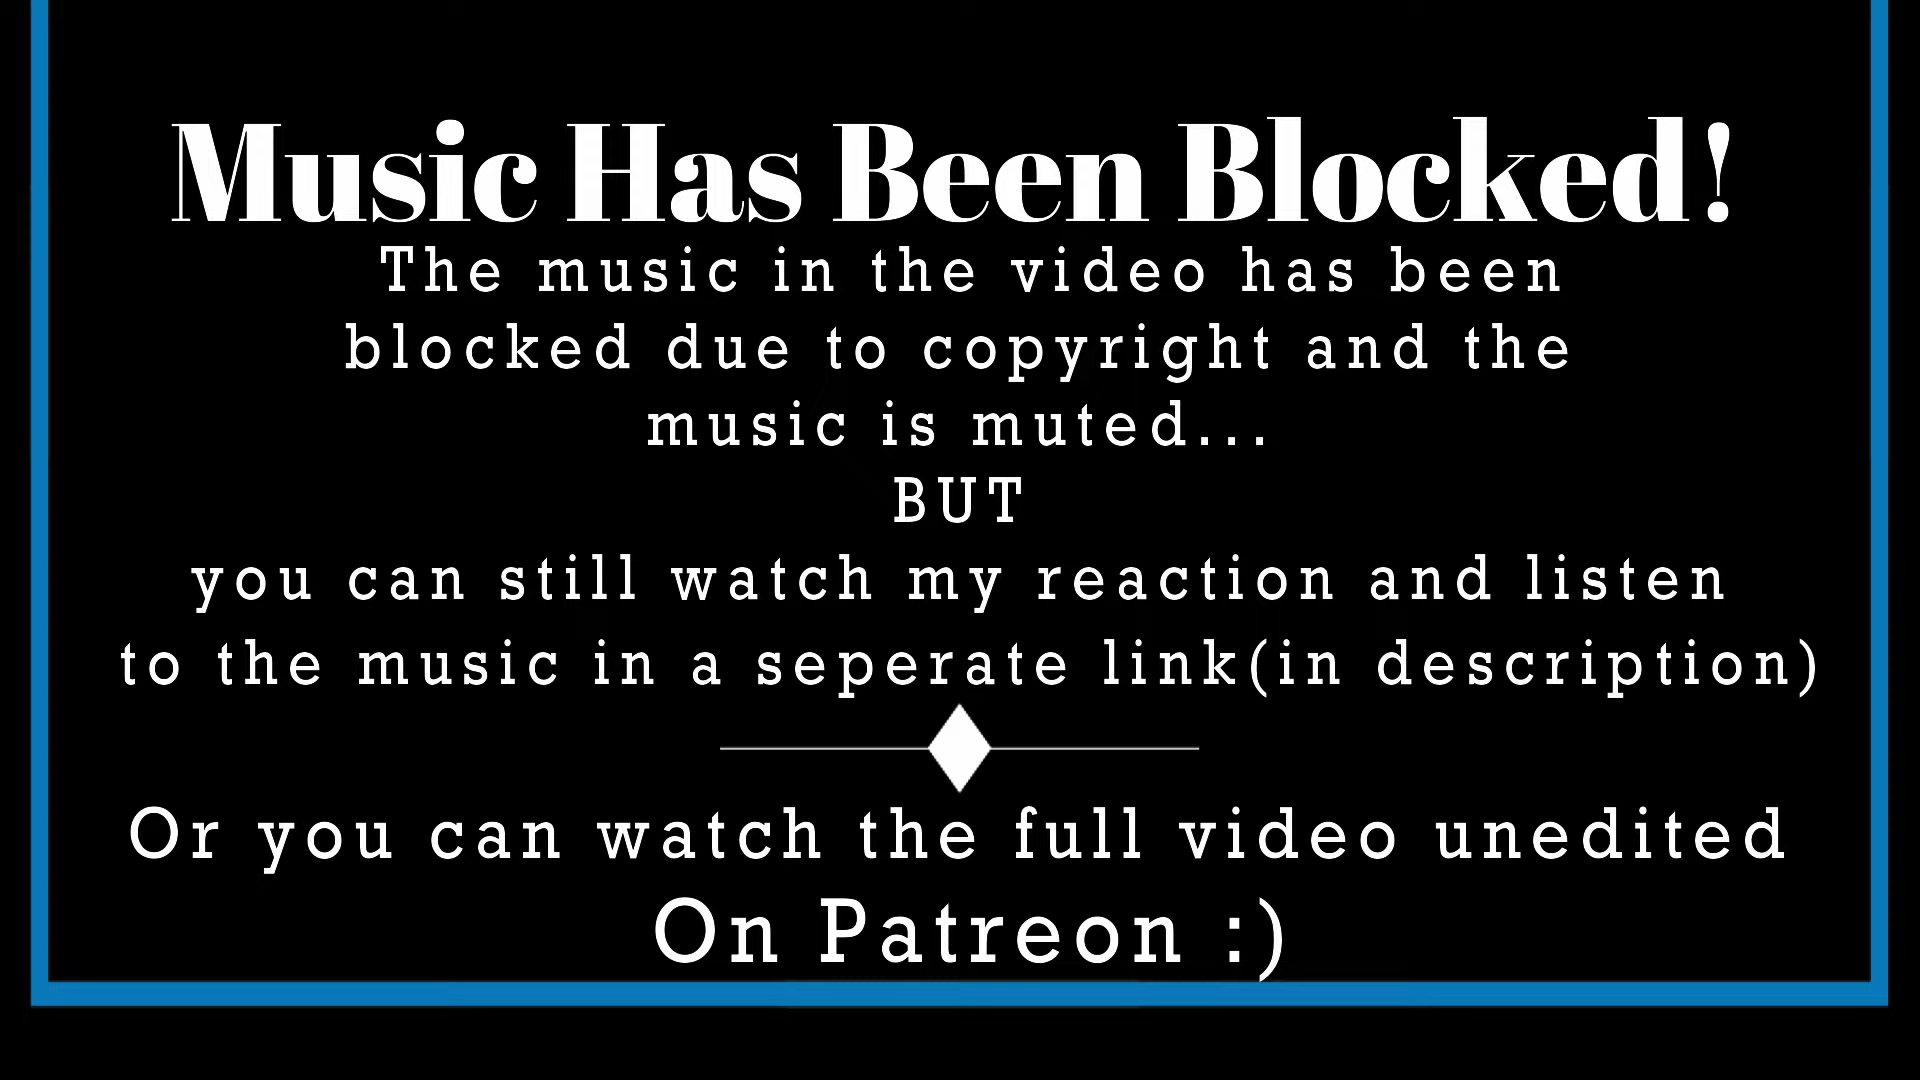 Music Has Been Blocked!
The music in the video has been
blocked due to copyright and the
music is muted...
BUT
you can still watch my reaction and listen
to the music in a seperate link(in description)
Or you can watch the full video unedited
On Patreon :)